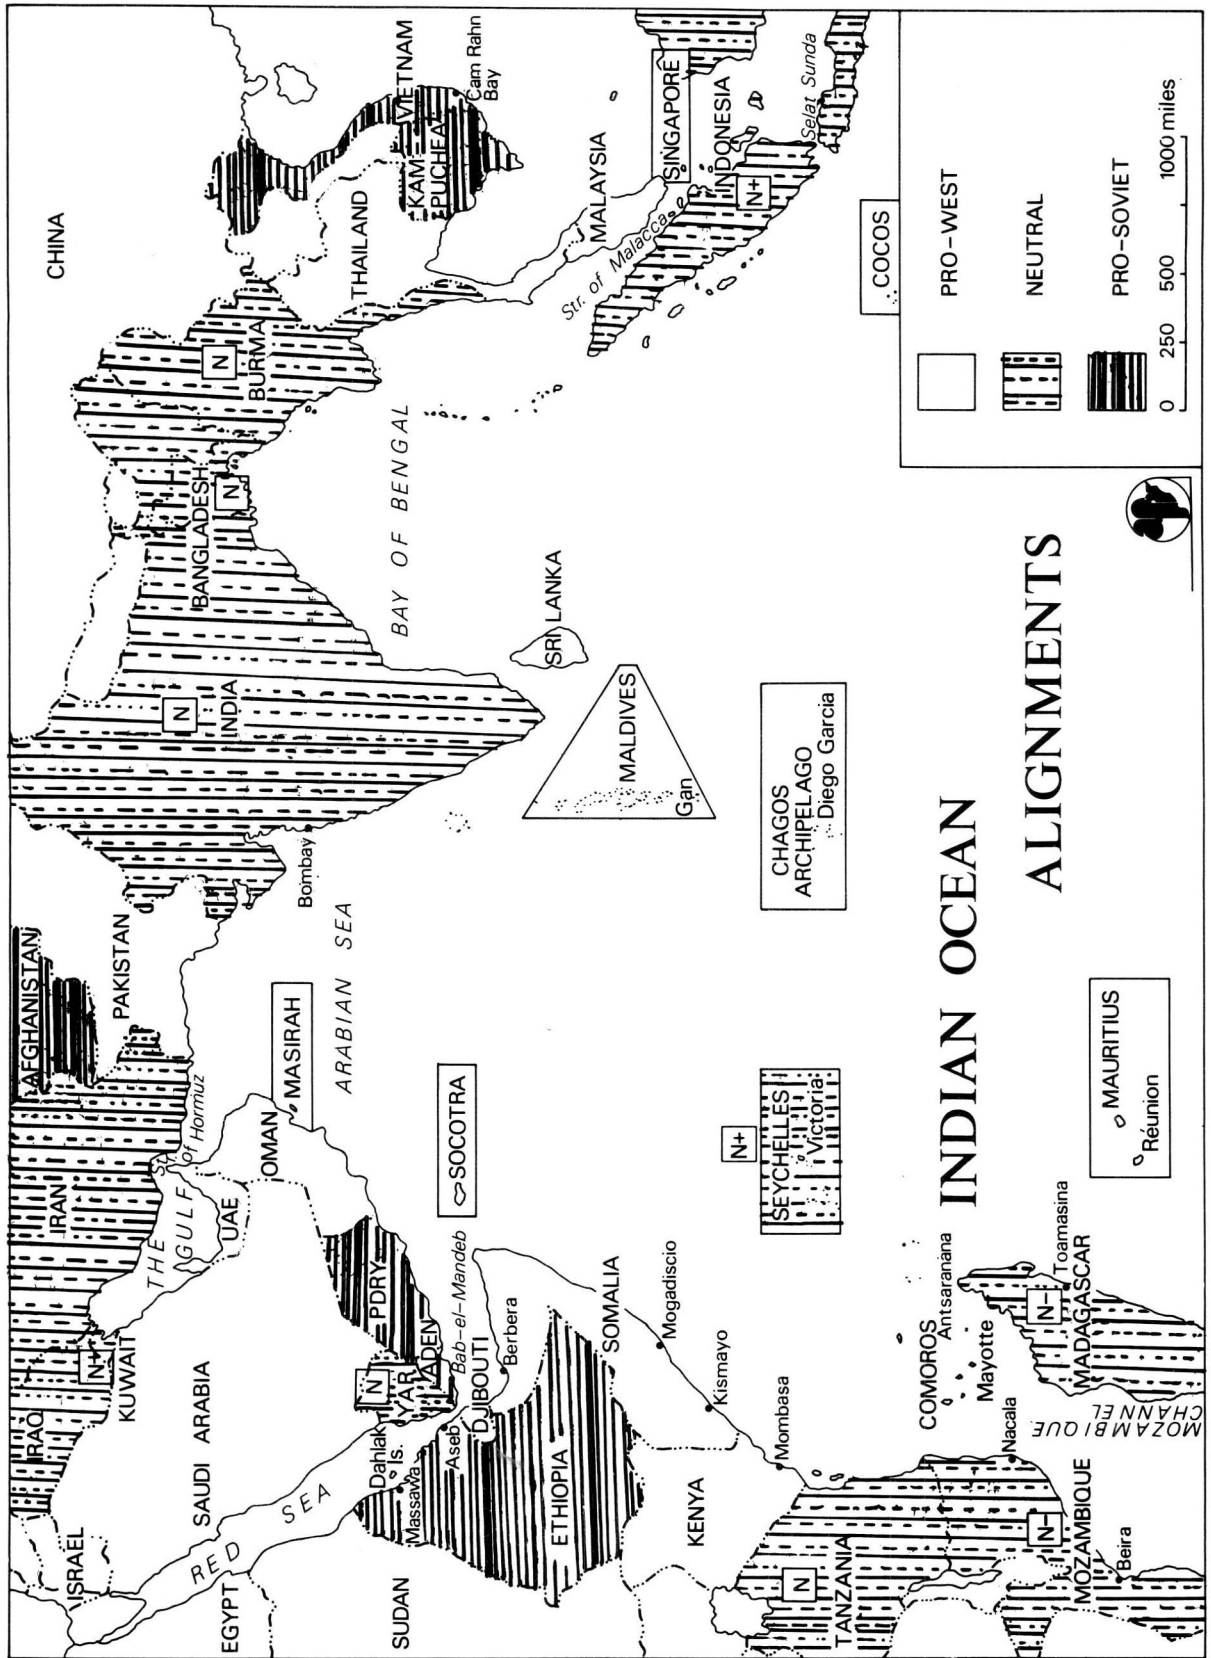 CHINA
VIETNAM
Cam Rahn
Bay
KAM
PUCHEA
THAILAND
BURMA
N
BANGLADESH
N
INDIA
N
Bombay
BAY OF BENGAL
SRI LANKA
MALDIVES
Gan
MALAYSIA
SINGAPORE
INDONESIA
N+
Str. of Malacca
Selat Sunda
COCOS
AFGHANISTAN
PAKISTAN
IRAN
IRAQ
N+
KUWAIT
ISRAEL
THE
GULF
Str.
of Hormuz
UAE
OMAN
MASIRAH
ARABIAN SEA
SAUDI ARABIA
EGYPT
RED SEA
SUDAN
PDRY
N
YAR
ADEN
Bab-el-Mandeb
SOCOTRA
Dahlak
Is.
Massawa
Aseb
DJIBOUTI
Berbera
ETHIOPIA
SOMALIA
Mogadiscio
Kismayo
KENYA
Mombasa
N
TANZANIA
N+
SEYCHELLES
Victoria
CHAGOS
ARCHIPELAGO
Diego Garcia
COMOROS
Mayotte
Antsaranana
Nacala
N-
MOZAMBIQUE
Beira
MOZAMBIQUE
CHANNEL
N-
MADAGASCAR
Toamasina
MAURITIUS
Réunion
INDIAN OCEAN
ALIGNMENTS
PRO-WEST
NEUTRAL
PRO-SOVIET
0 250 500 1000 miles